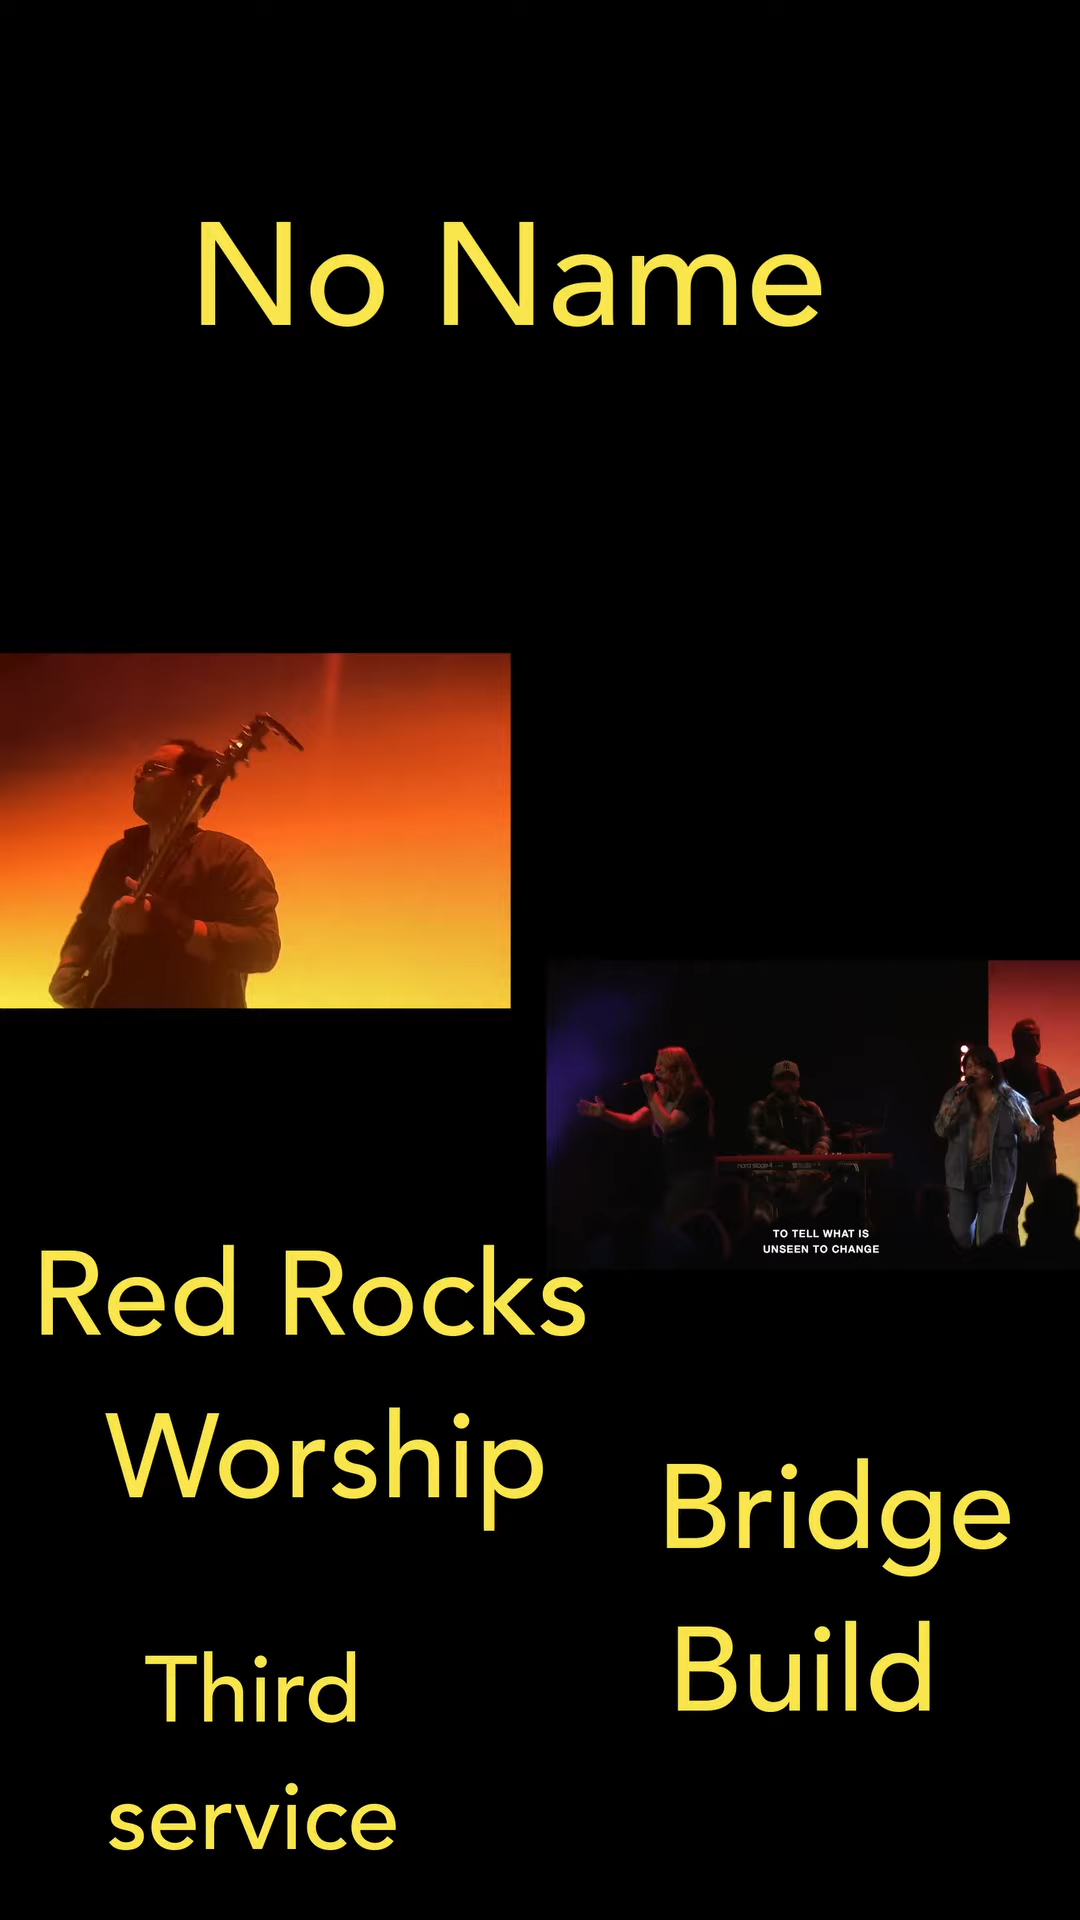 No Name
TO TELL WHAT IS
UNSEEN TO CHANGE
Red Rocks
Worship
Bridge
Build
Third
service